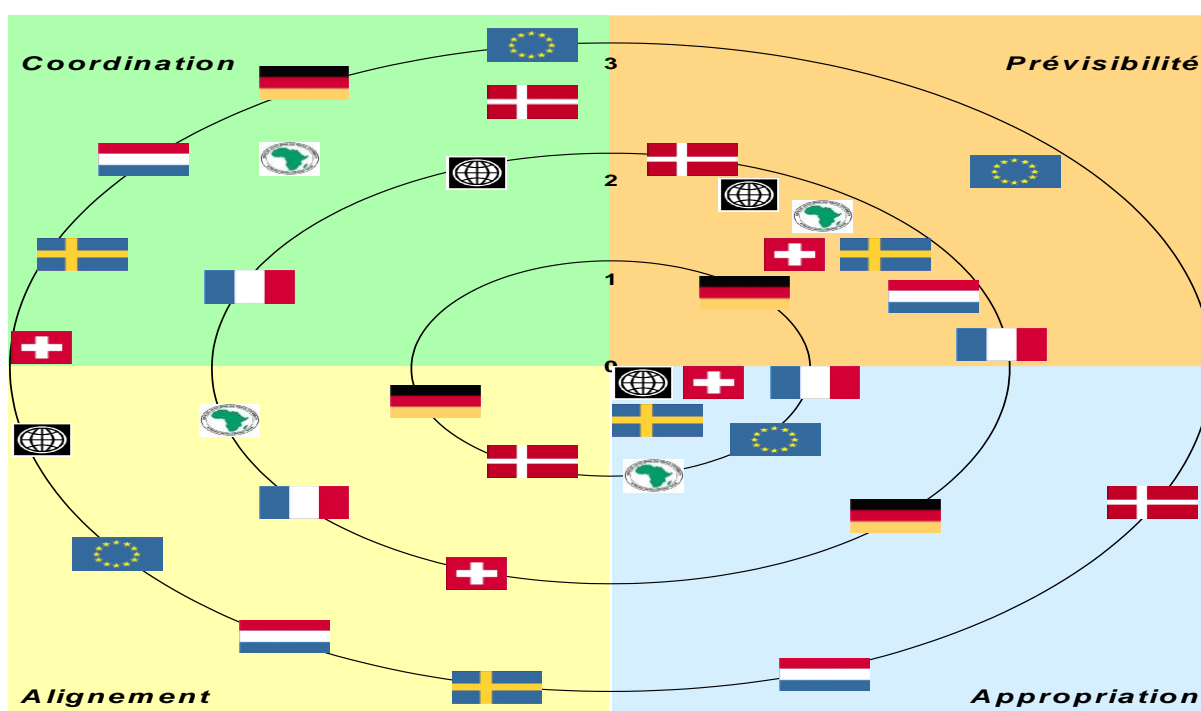 Coordination
Prévisibilité
3
2
1
0
Alignement
Appropriation